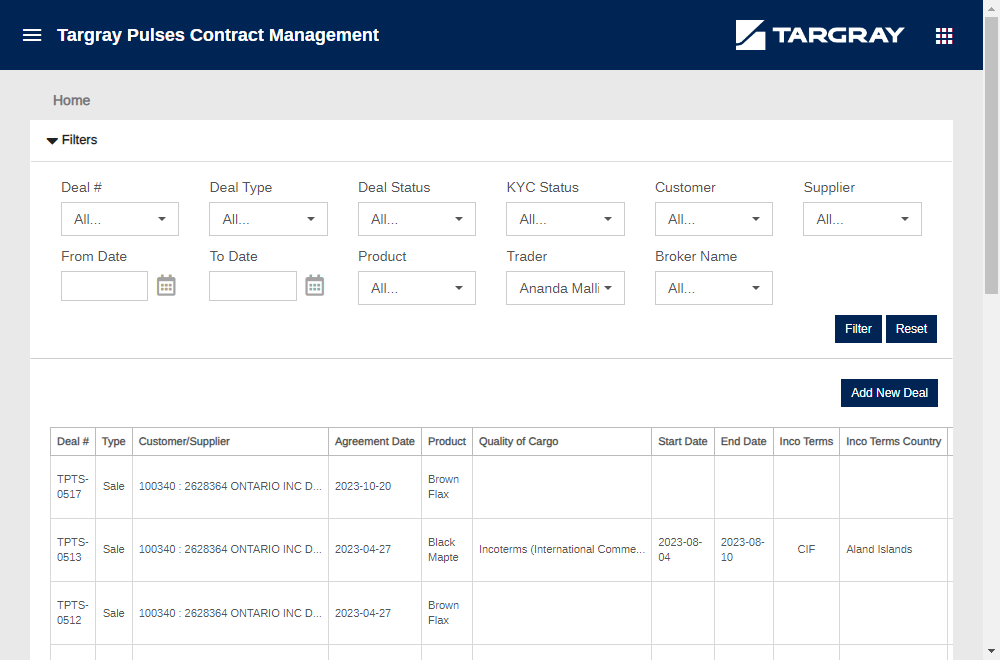 Targray Pulses Contract Management
TARGRAY
Home
Filters
Deal # Deal Type Deal Status KYC Status Customer Supplier
All... All... All... All... All... All...
From Date To Date Product Trader Broker Name
All... Ananda Malli All...
Filter Reset
Add New Deal
Deal # Type Customer/Supplier Agreement Date Product Quality of Cargo Start Date End Date Inco Terms Inco Terms Country
TPTS-
0517
Sale
100340 : 2628364 ONTARIO INC D...
2023-10-20
Brown
Flax
TPTS-
0513
Sale
100340 : 2628364 ONTARIO INC D...
2023-04-27
Black
Mapte
Incoterms (International Comme...
2023-08-
04
2023-08-
10
CIF
Aland Islands
TPTS-
0512
Sale
100340 : 2628364 ONTARIO INC D...
2023-04-27
Brown
Flax